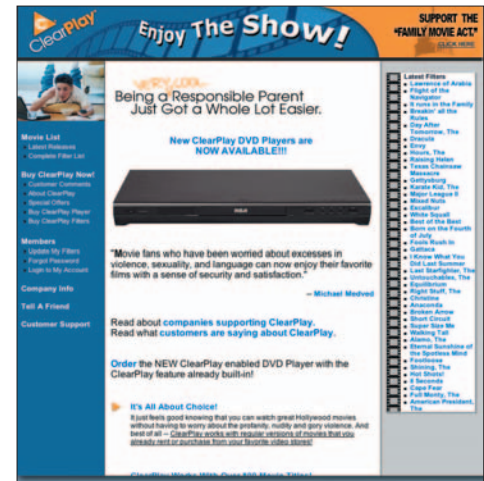 ClearPlay
Enjoy The Show!
SUPPORT THE
"FAMILY MOVIE ACT."
CLICK HERE
VERY COOL
Being a Responsible Parent
Just Got a Whole Lot Easier.
New ClearPlay DVD Players are
NOW AVAILABLE!!!
RCA
"Movie fans who have been worried about excesses in
violence, sexuality, and language can now enjoy their favorite
films with a sense of security and satisfaction."
-- Michael Medved
Read about companies supporting ClearPlay.
Read what customers are saying about ClearPlay.
Order the NEW ClearPlay enabled DVD Player with the
ClearPlay feature already built-in!
It's All About Choice!
It just feels good knowing that you can watch great Hollywood movies
without having to worry about the profanity, nudity and gory violence. And
best of all -- ClearPlay works with regular versions of movies that you
already rent or purchase from your favorite video stores!
ClearPlay Works With Over 500 Movie Titles!
Movie List
Latest Releases
Complete Filter List
Buy ClearPlay Now!
Customer Comments
About ClearPlay
Special Offers
Buy ClearPlay Player
Buy ClearPlay Filters
Members
Update My Filters
Forgot Password
Login to My Account
Company Info
Tell A Friend
Customer Support
Latest Filters
Lawrence of Arabia
Flight of the
Navigator
It runs in the Family
Breakin' all the
Rules
Day After
Tomorrow, The
Dracula
Envy
Hours, The
Raising Helen
Texas Chainsaw
Massacre
Gettysburg
Karate Kid, The
Major League II
Mixed Nuts
Excalibur
White Squall
Best of the Best
Born on the Fourth
of July
Fools Rush In
Gattaca
I Know What You
Did Last Summer
Last Starfighter, The
Untouchables, The
Equilibrium
Right Stuff, The
Christine
Anaconda
Broken Arrow
Short Circuit
Super Size Me
Walking Tall
Alamo, The
Eternal Sunshine of
the Spotless Mind
Footloose
Shining, The
Hot Shots!
8 Seconds
Cape Fear
Full Monty, The
American President,
The